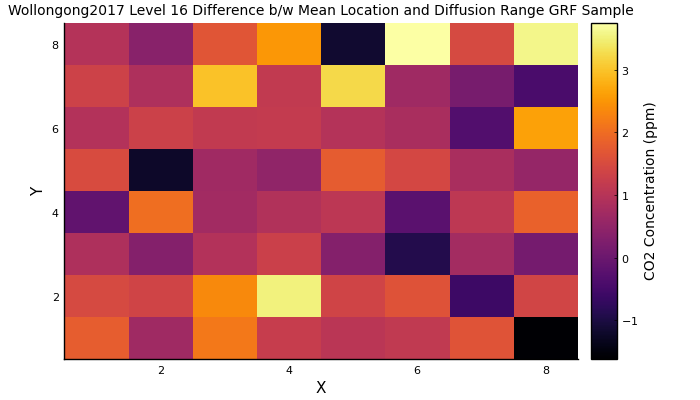 Wollongong2017 Level 16 Difference b/w Mean Location and Diffusion Range GRF Sample
8
6
4
2
Y
2 4 6 8
X
3
2
1
0
−1
CO2 Concentration (ppm)